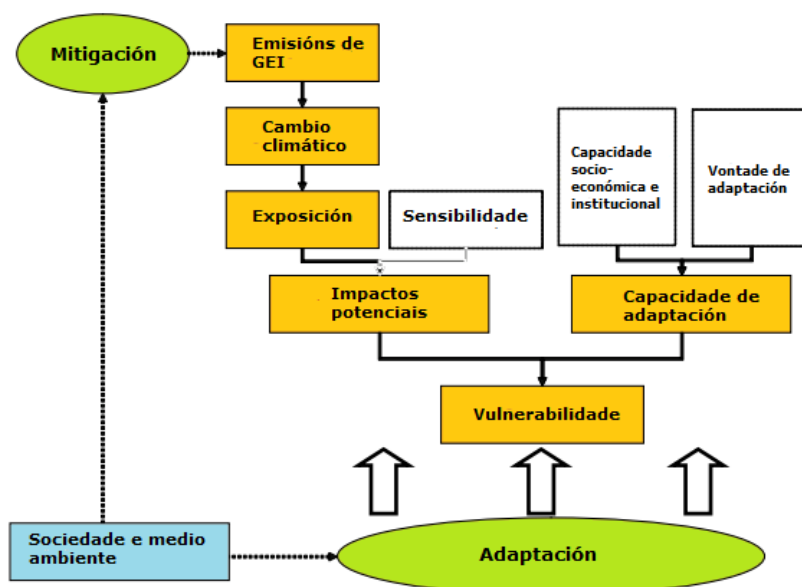 Mitigación
Emisións de
GEI
Cambio
climático
Exposición
Sensibilidade
Capacidade
socio-
económica e
institucional
Vontade de
adaptación
Impactos
potenciais
Capacidade de
adaptación
Vulnerabilidade
Sociedade e medio
ambiente
Adaptación